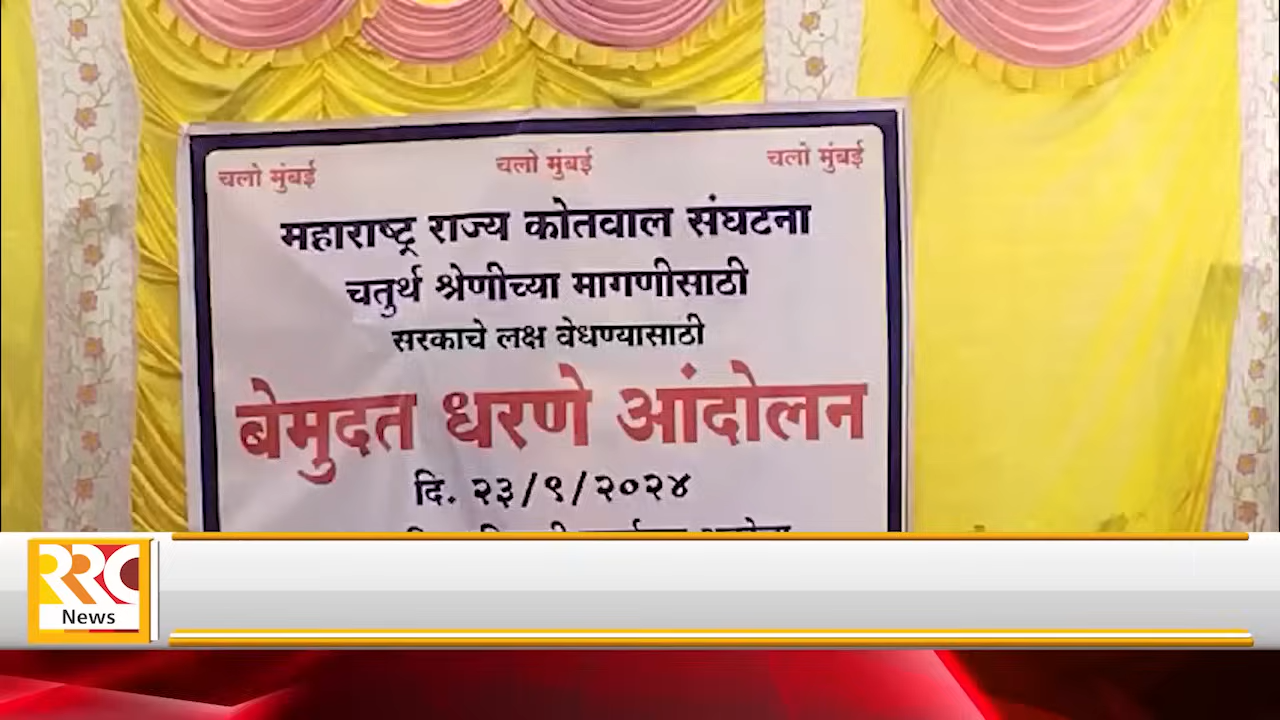 चलो मुंबई चलो मुंबई चलो मुंबई
महाराष्ट्र राज्य कोतवाल संघटना
चतुर्थ श्रेणीच्या मागणीसाठी
सरकाचे लक्ष वेधण्यासाठी
बेमुदत धरणे आंदोलन
दि. २३/९/२०२४
RRC
News